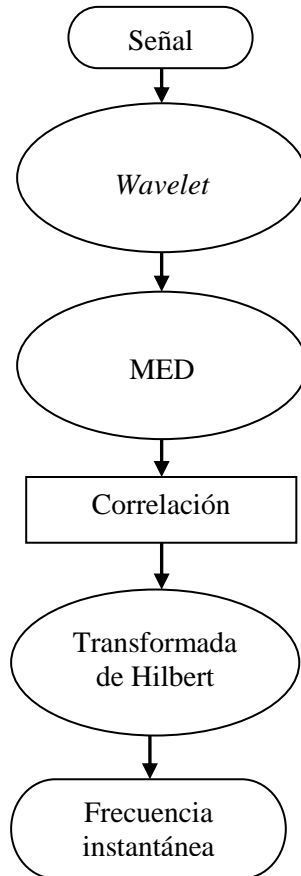 Señal
Wavelet
MED
Correlación
Transformada
de Hilbert
Frecuencia
instantánea